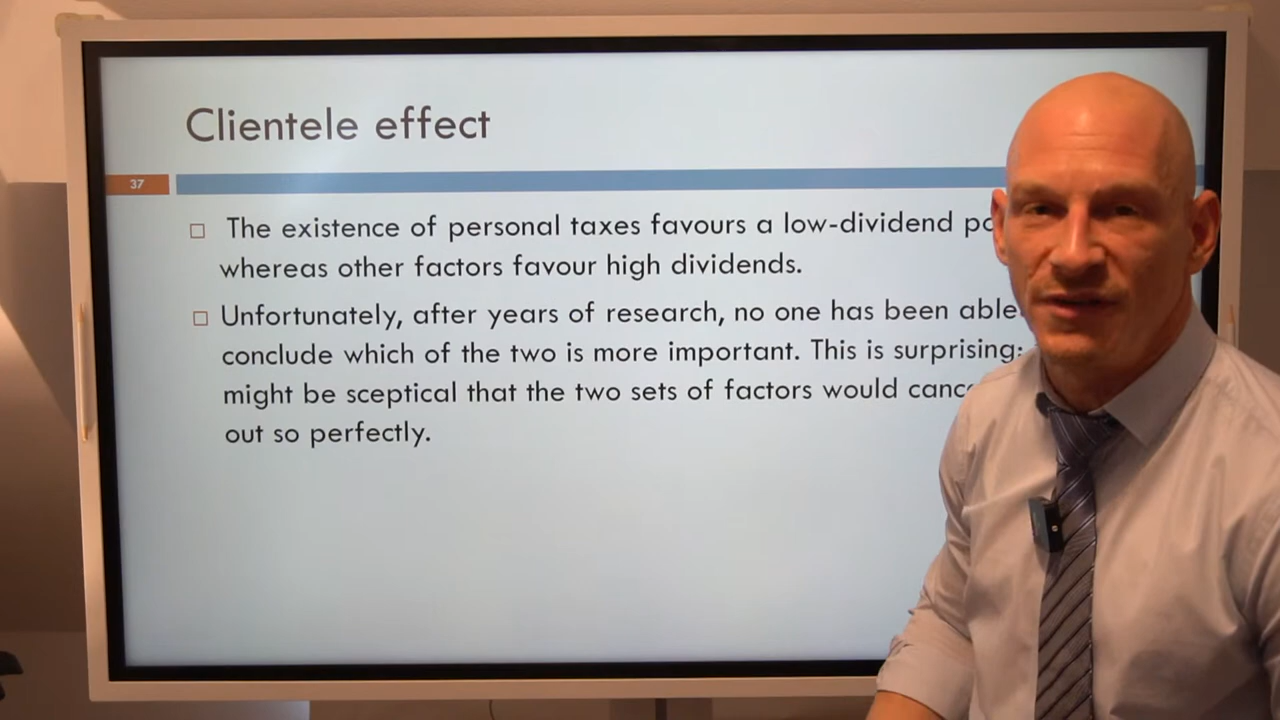 Clientele effect
37
The existence of personal taxes favours a low-dividend
whereas other factors favour high dividends.
Unfortunately, after years of research, no one has been able
conclude which of the two is more important. This is surprising:
might be sceptical that the two sets of factors would
out so perfectly.